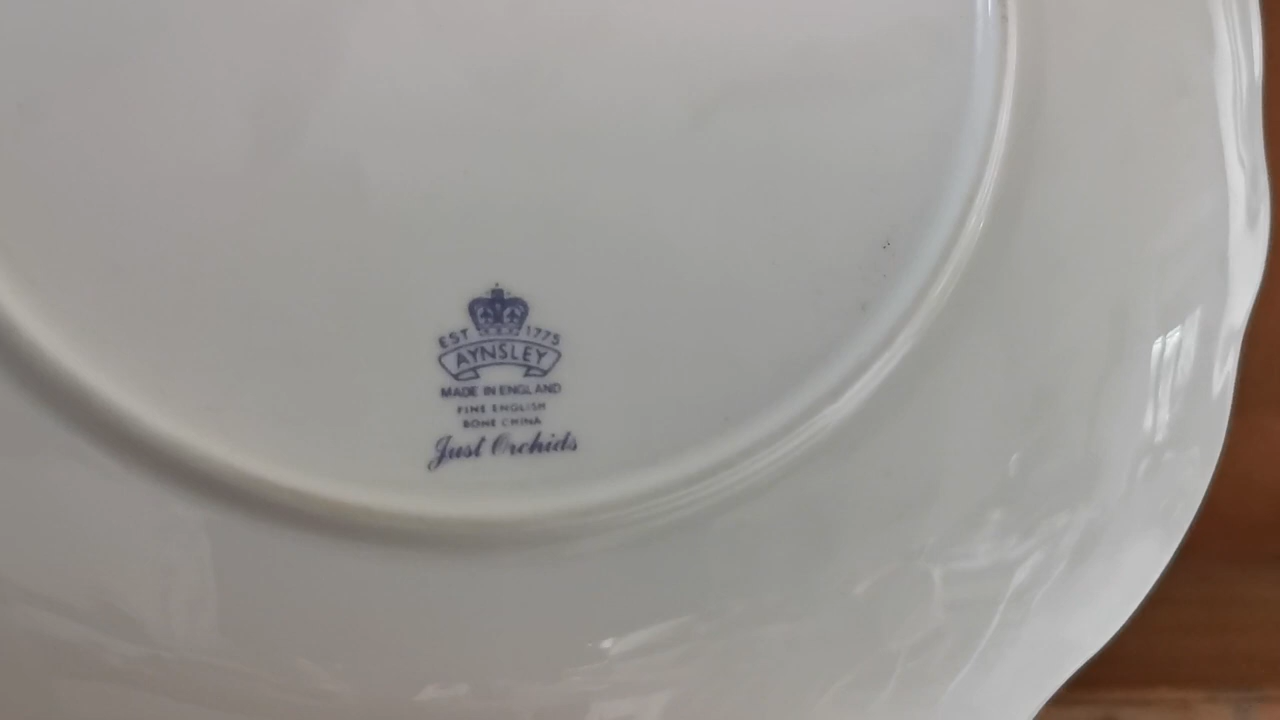 EST 1775
AYNSLEY
MADE IN ENGLAND
FINE ENGLISH
BONE CHINA
Just Orchids